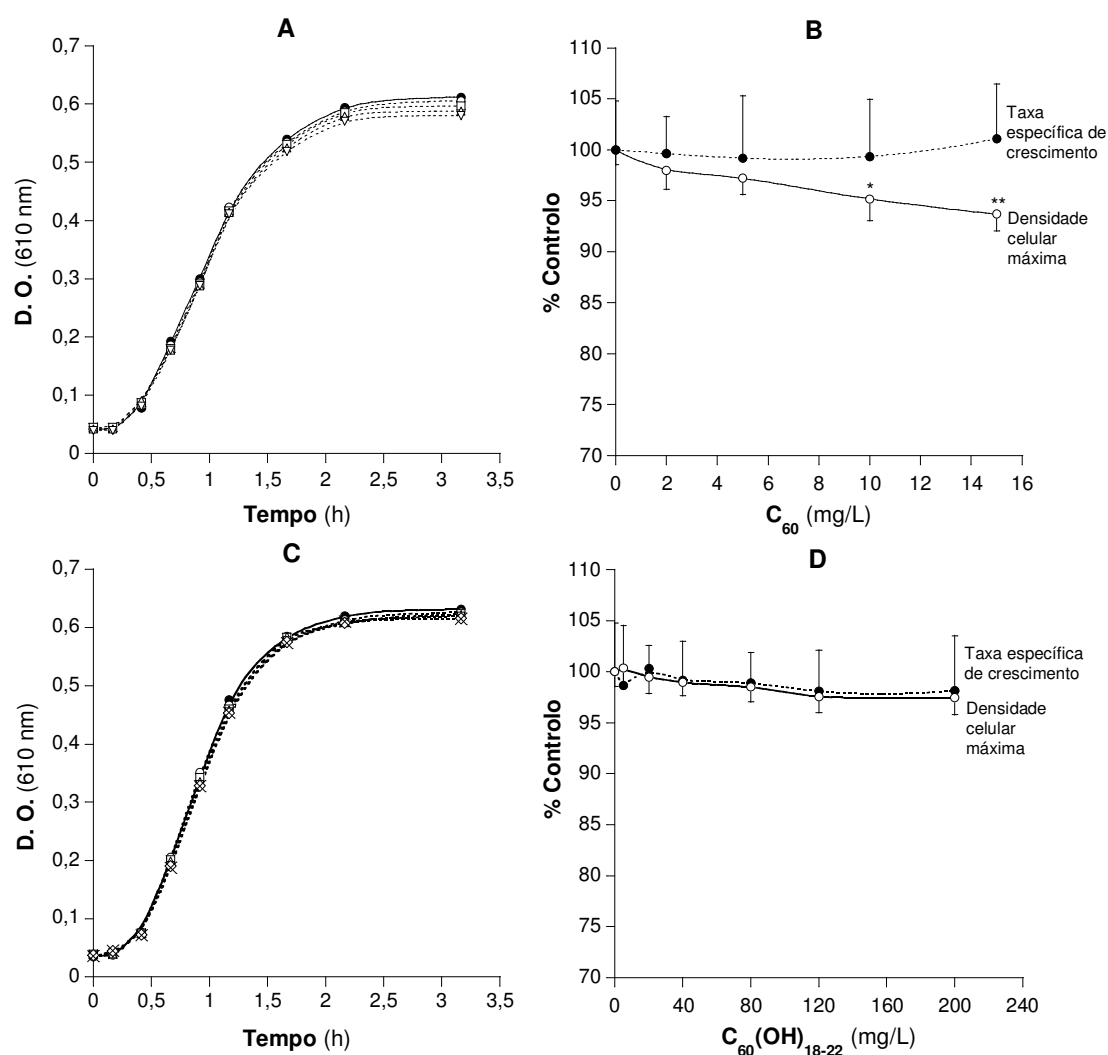 A
0,7
0,6
0,5
0,4
0,3
0,2
0,1
0
D. O. (610 nm)
0 0,5 1 1,5 2 2,5 3 3,5
Tempo (h)
B
110
105
100
95
90
85
80
75
70
% Controlo
Taxa
específica de
crescimento
*
**
Densidade
celular
máxima
0 2 4 6 8 10 12 14 16
C60 (mg/L)
C
0,7
0,6
0,5
0,4
0,3
0,2
0,1
0
D. O. (610 nm)
0 0,5 1 1,5 2 2,5 3 3,5
Tempo (h)
D
110
105
100
95
90
85
80
75
70
% Controlo
Taxa específica
de crescimento
Densidade
celular
máxima
0 40 80 120 160 200 240
C60(OH)18-22 (mg/L)